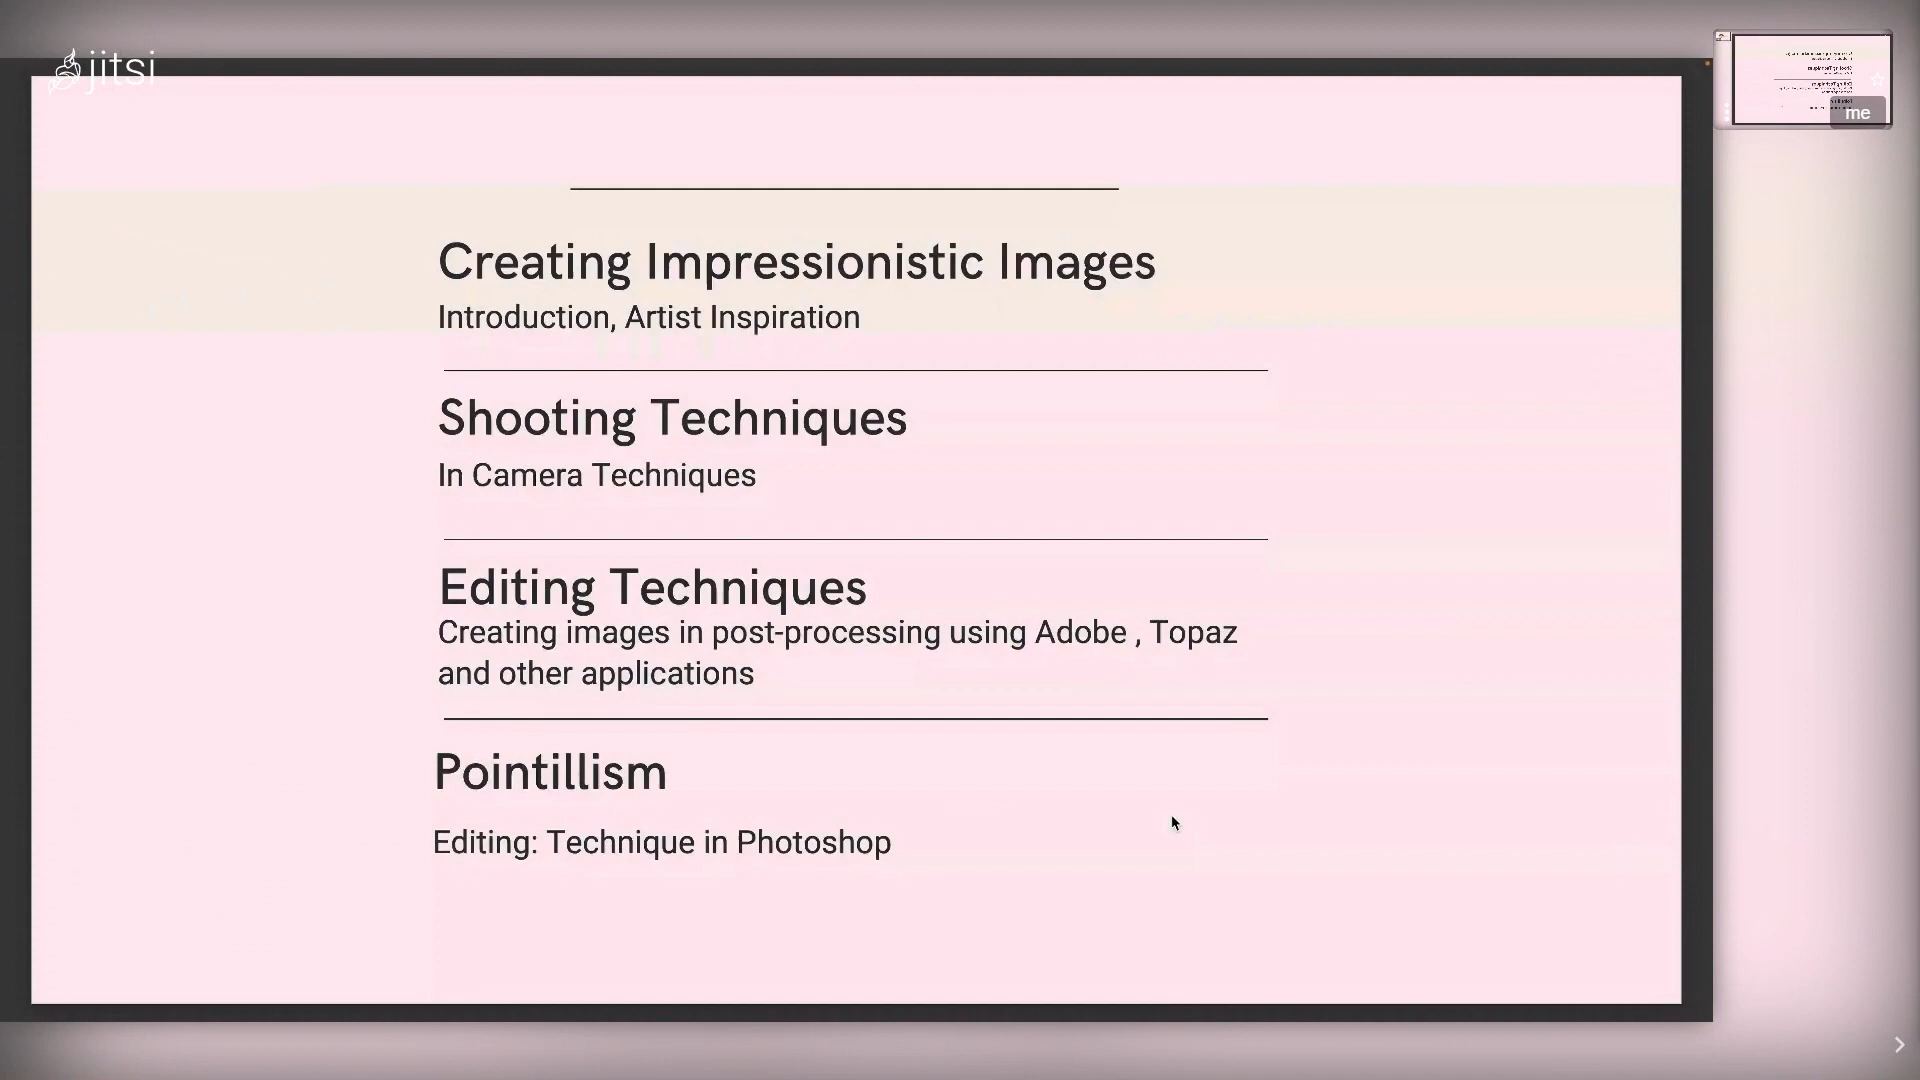 jitsi
me
Creating Impressionistic Images
Introduction, Artist Inspiration
Shooting Techniques
In Camera Techniques
Editing Techniques
Creating images in post-processing using Adobe , Topaz
and other applications
Pointillism
Editing: Technique in Photoshop